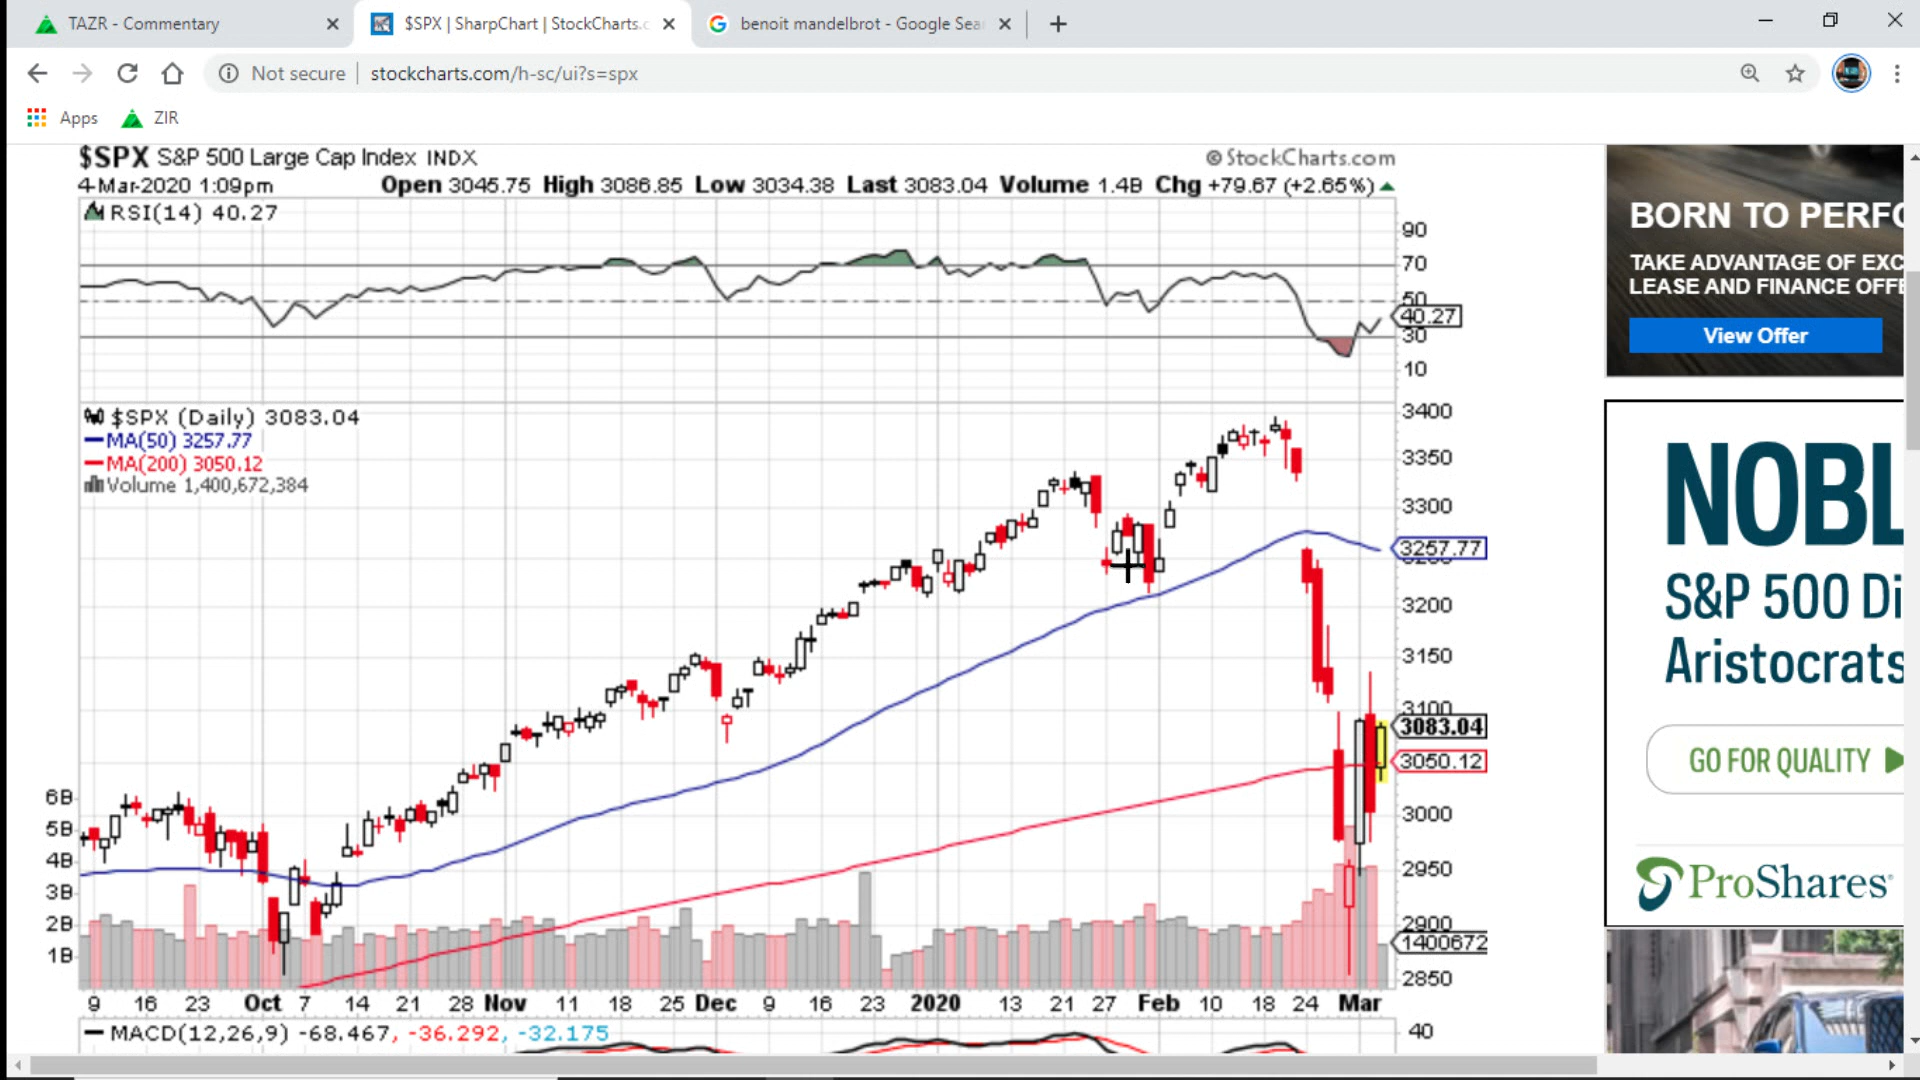 TAZR - Commentary
$SPX | SharpChart | StockCharts.c
benoit mandelbrot - Google Sea
Not secure
stockcharts.com/h-sc/ui?s=spx
Apps
ZIR
$SPX S&P 500 Large Cap Index INDX
© StockCharts.com
4-Mar-2020 1:09pm
Open 3045.75 High 3086.85 Low 3034.38 Last 3083.04 Volume 1.4B Chg +79.67 (+2.65%)
RSI(14) 40.27
90
70
50
40.27
30
10
$SPX (Daily) 3083.04
MA(50) 3257.77
MA(200) 3050.12
Volume 1,400,672,384
3400
3350
3300
3257.77
3200
3150
3100
3083.04
3050.12
3000
2950
2900
1400672
2850
6B
5B
4B
3B
2B
1B
9 16 23 Oct 7 14 21 28 Nov 11 18 25 Dec 9 16 23 2020 13 21 27 Feb 10 18 24 Mar
MACD(12,26,9) -68.467, -36.292, -32.175
40
BORN TO PERFO
TAKE ADVANTAGE OF EXC
LEASE AND FINANCE OFFE
View Offer
NOBL
S&P 500 Di
Aristocrats
GO FOR QUALITY
ProShares